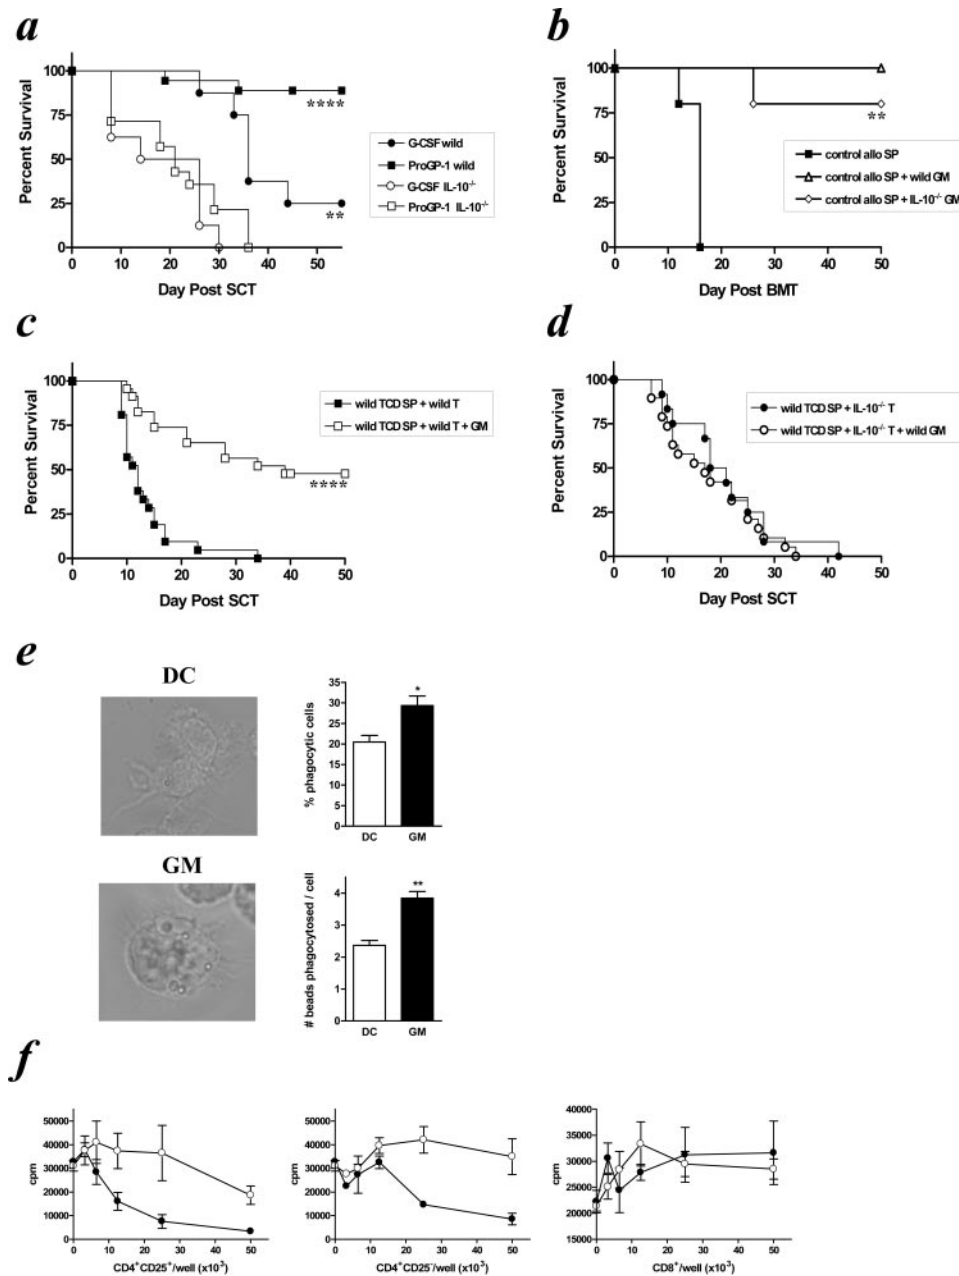 a
Percent Survival
100
75
50
25
0
0 10 20 30 40 50
Day Post SCT
****
**
G-CSF wild
ProGP-1 wild
G-CSF IL-10-/-
ProGP-1 IL-10-/-
b
Percent Survival
100
75
50
25
0
0 10 20 30 40 50
Day Post BMT
**
control allo SP
control allo SP + wild GM
control allo SP + IL-10-/- GM
c
Percent Survival
100
75
50
25
0
0 10 20 30 40 50
Day Post SCT
****
wild TCD SP + wild T
wild TCD SP + wild T + GM
d
Percent Survival
100
75
50
25
0
0 10 20 30 40 50
Day Post SCT
wild TCD SP + IL-10-/- T
wild TCD SP + IL-10-/- T + wild GM
e
DC
% phagocytic cells
35
30
25
20
15
10
5
0
*
DC GM
GM
# beads phagocytosed / cell
4
3
2
1
0
**
DC GM
f
cpm
50000
40000
30000
20000
10000
0
0 10 20 30 40 50
CD4+CD25+/well (x10³)
cpm
50000
40000
30000
20000
10000
0
0 10 20 30 40 50
CD4+CD25-/well (x10³)
cpm
40000
35000
30000
25000
20000
15000
0 10 20 30 40 50
CD8+/well (x10³)